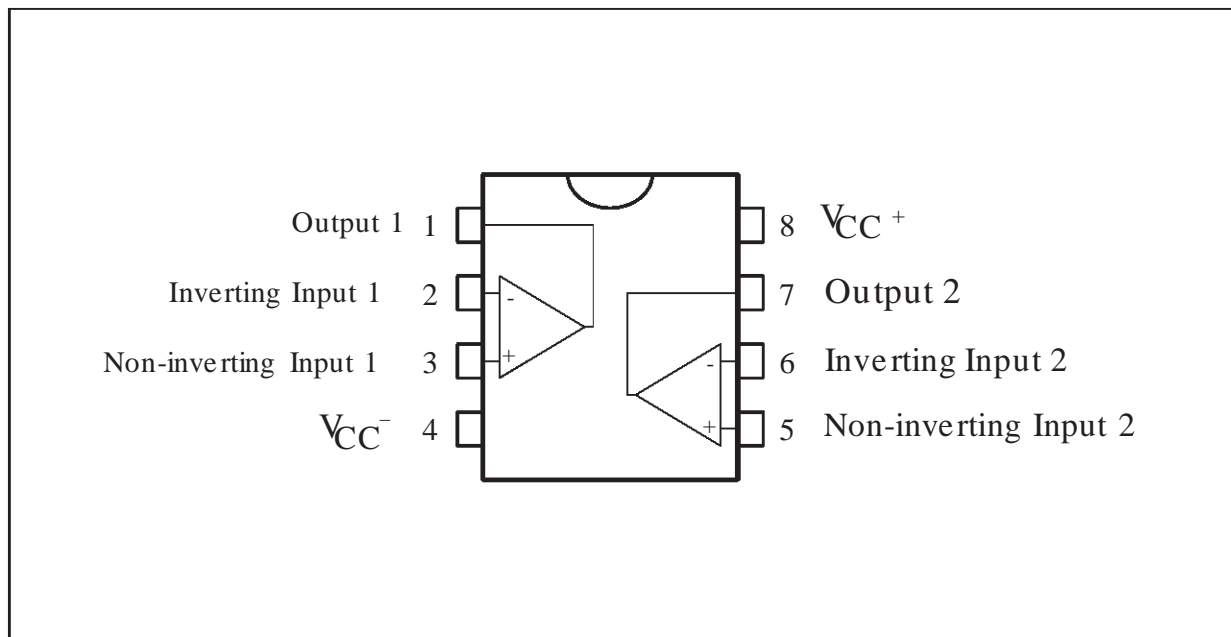 Output 1 1
Inverting Input 1 2
-
Non-inverting Input 1 3
+
VCC− 4
8 VCC+
7 Output 2
6 Inverting Input 2
-
5 Non-inverting Input 2
+